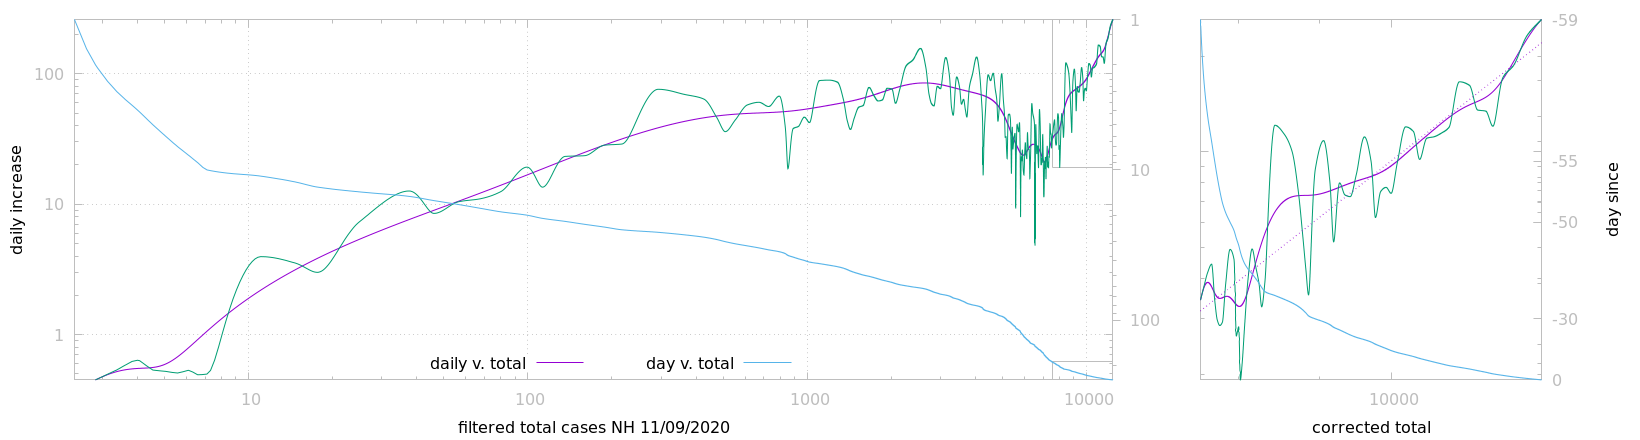 daily increase
100
10
1
daily v. total
day v. total
1
10
100
10
100
1000
10000
filtered total cases NH 11/09/2020
-59
-55
-50
-30
0
day since
10000
corrected total